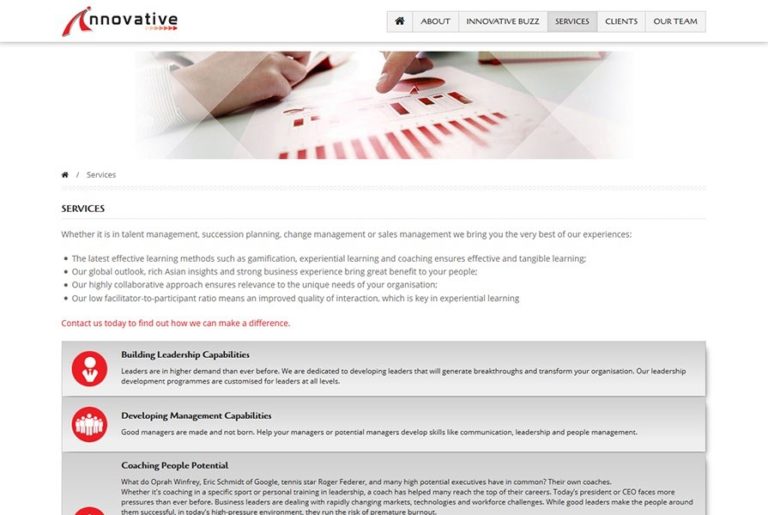 innovative
ABOUT
INNOVATIVE BUZZ
SERVICES
CLIENTS
OUR TEAM
/ Services
SERVICES
Whether it is in talent management, succession planning, change management or sales management we bring you the very best of our experiences:
• The latest effective learning methods such as gamification, experiential learning and coaching ensures effective and tangible learning;
• Our global outlook, rich Asian insights and strong business experience bring great benefit to your people;
• Our highly collaborative approach ensures relevance to the unique needs of your organisation;
• Our low facilitator-to-participant ratio means an improved quality of interaction, which is key in experiential learning
Contact us today to find out how we can make a difference.
Building Leadership Capabilities
Leaders are in higher demand than ever before. We are dedicated to developing leaders that will generate breakthroughs and transform your organisation. Our leadership
development programmes are customised for leaders at all levels.
Developing Management Capabilities
Good managers are made and not born. Help your managers or potential managers develop skills like communication, leadership and people management.
Coaching People Potential
What do Oprah Winfrey, Eric Schmidt of Google, tennis star Roger Federer, and many high potential executives have in common? Their own coaches.
Whether it's coaching in a specific sport or personal training in leadership, a coach has helped many reach the top of their careers. Today's president or CEO faces more
pressures than ever before. Business leaders are dealing with rapidly changing markets, technologies and workforce challenges. While good leaders make the people around
them successful, in today's high-pressure environment, they run the risk of premature burnout.